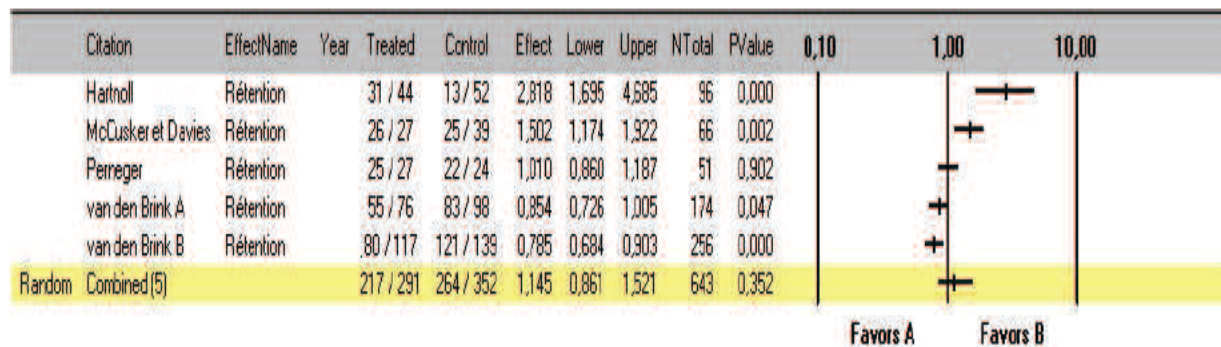 Citation EffectName Year Treated Control Effect Lower Upper NTotal PValue 0,10 1,00 10,00
Hartnoll Rétention 31 / 44 13 / 52 2,818 1,695 4,685 96 0,000
McCusker et Davies Rétention 26 / 27 25 / 39 1,502 1,174 1,922 66 0,002
Perneger Rétention 25 / 27 22 / 24 1,010 0,860 1,187 51 0,902
van den Brink A Rétention 55 / 76 83 / 98 0,854 0,726 1,005 174 0,047
van den Brink B Rétention 80 / 117 121 / 139 0,785 0,684 0,903 256 0,000
Random Combined (5) 217 / 291 264 / 352 1,145 0,861 1,521 643 0,352
Favors A Favors B